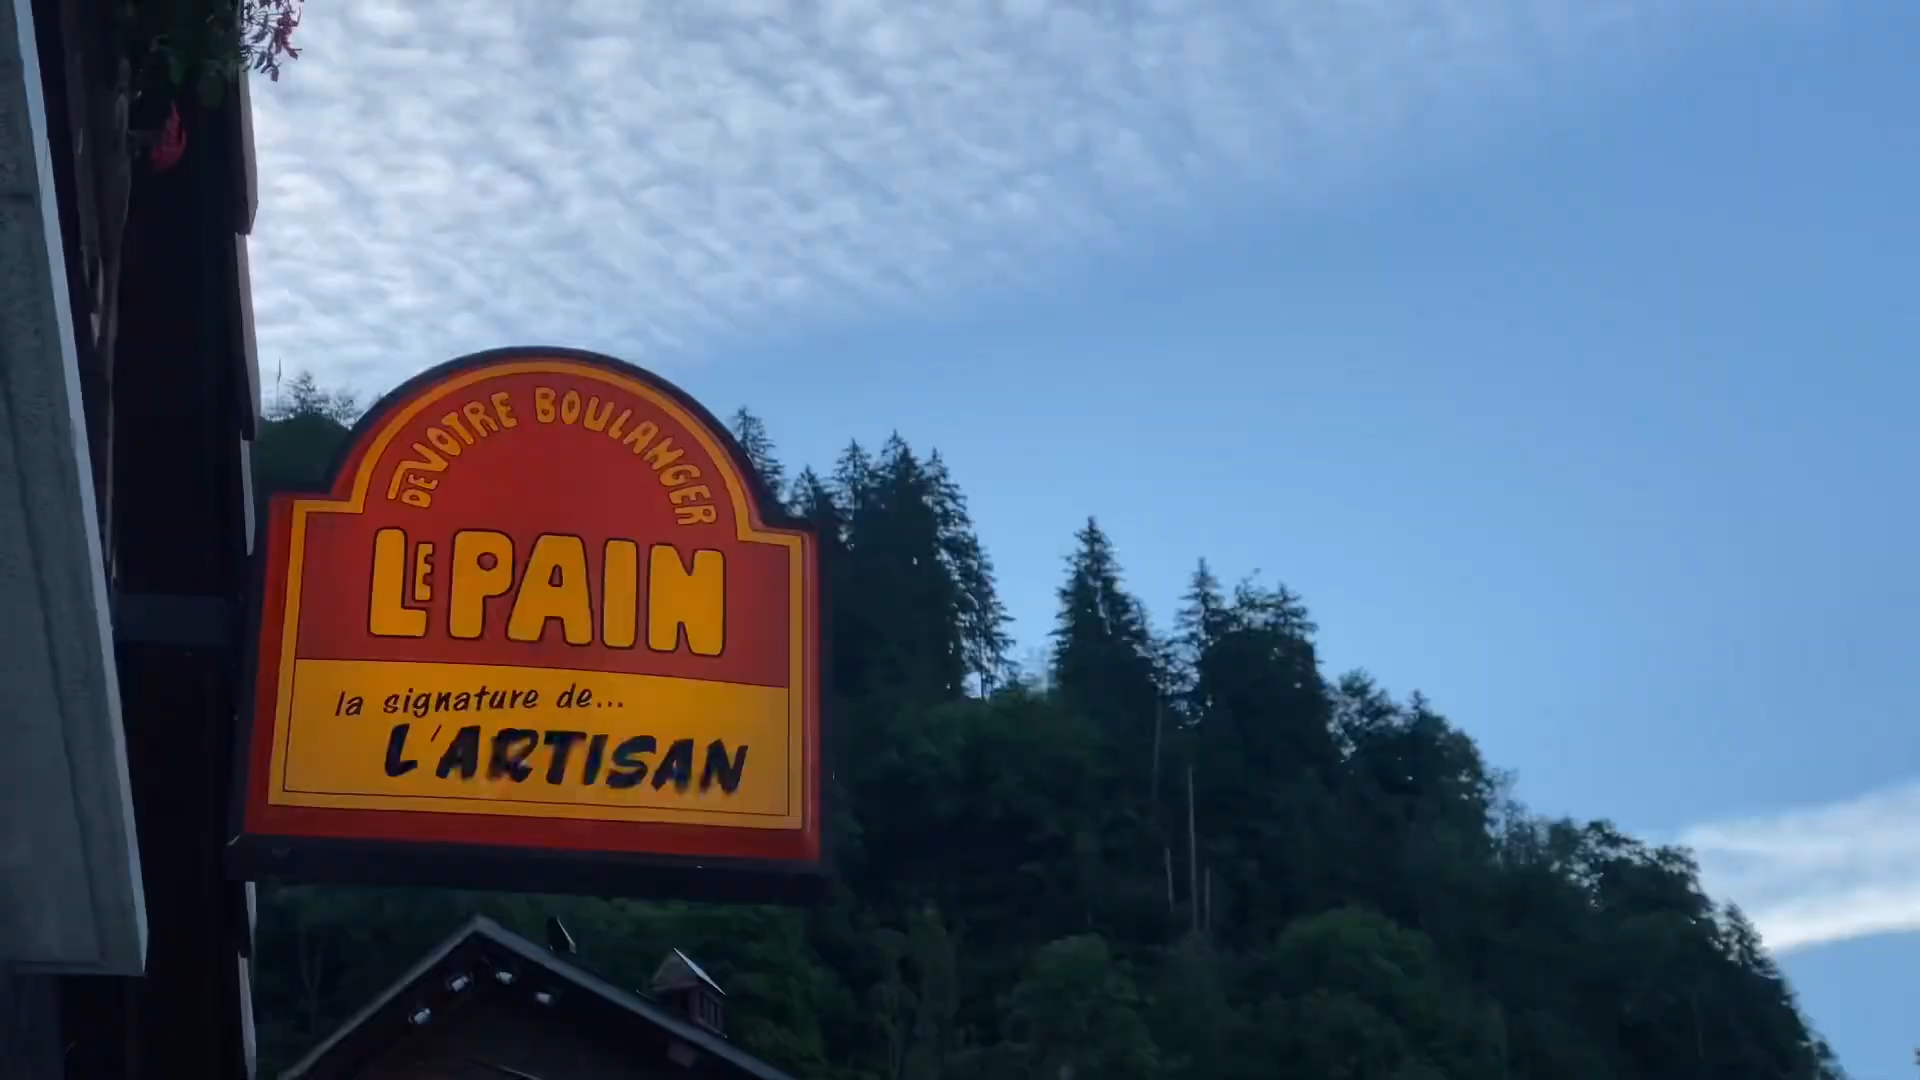 DE VOTRE BOULANGER
LE PAIN
la signature de...
L'ARTISAN